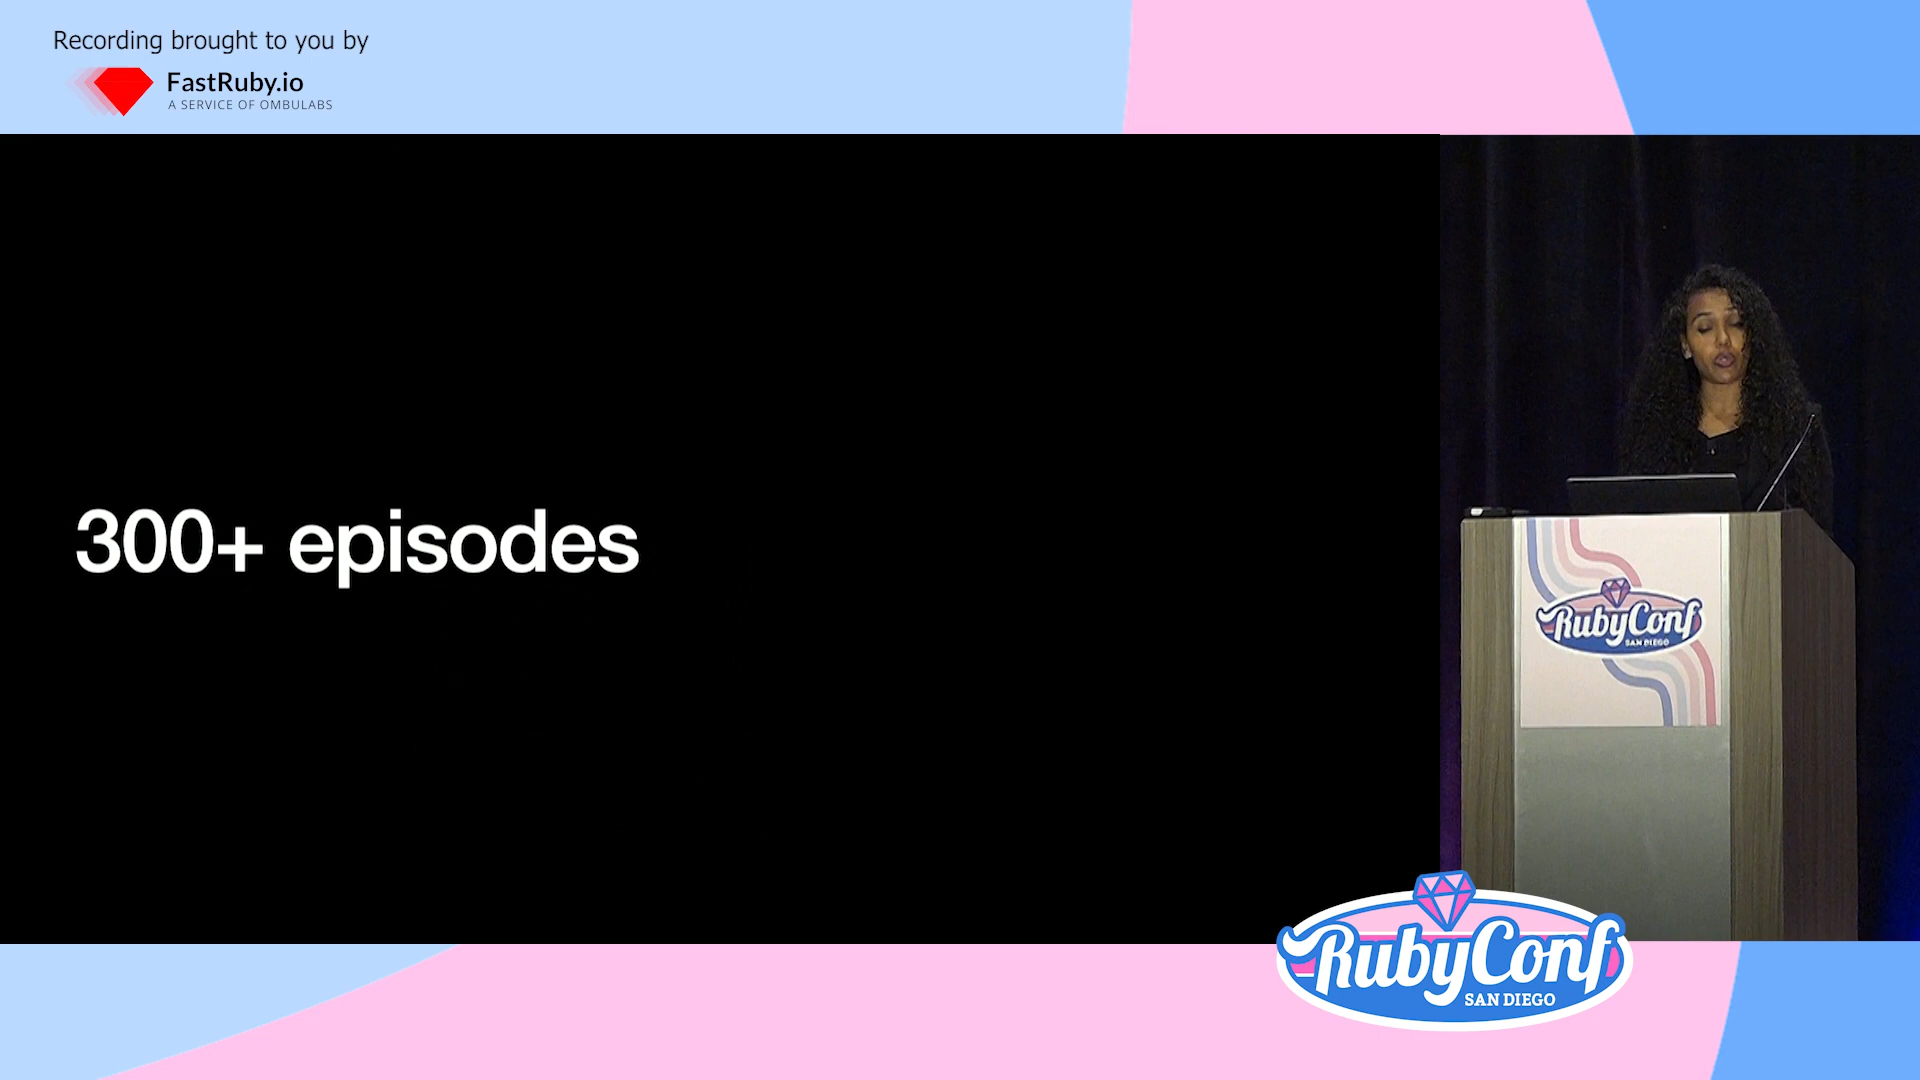 Recording brought to you by
FastRuby.io
A SERVICE OF OMBULABS
300+ episodes
RubyConf
SAN DIEGO
RubyConf
SAN DIEGO